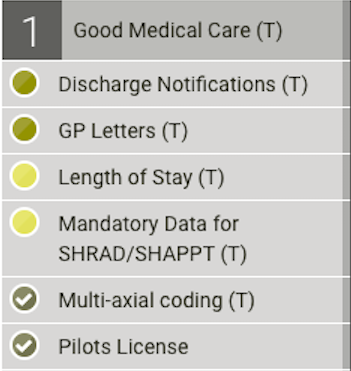 1 Good Medical Care (T)
Discharge Notifications (T)
GP Letters (T)
Length of Stay (T)
Mandatory Data for
SHRAD/SHAPPT (T)
Multi-axial coding (T)
Pilots License